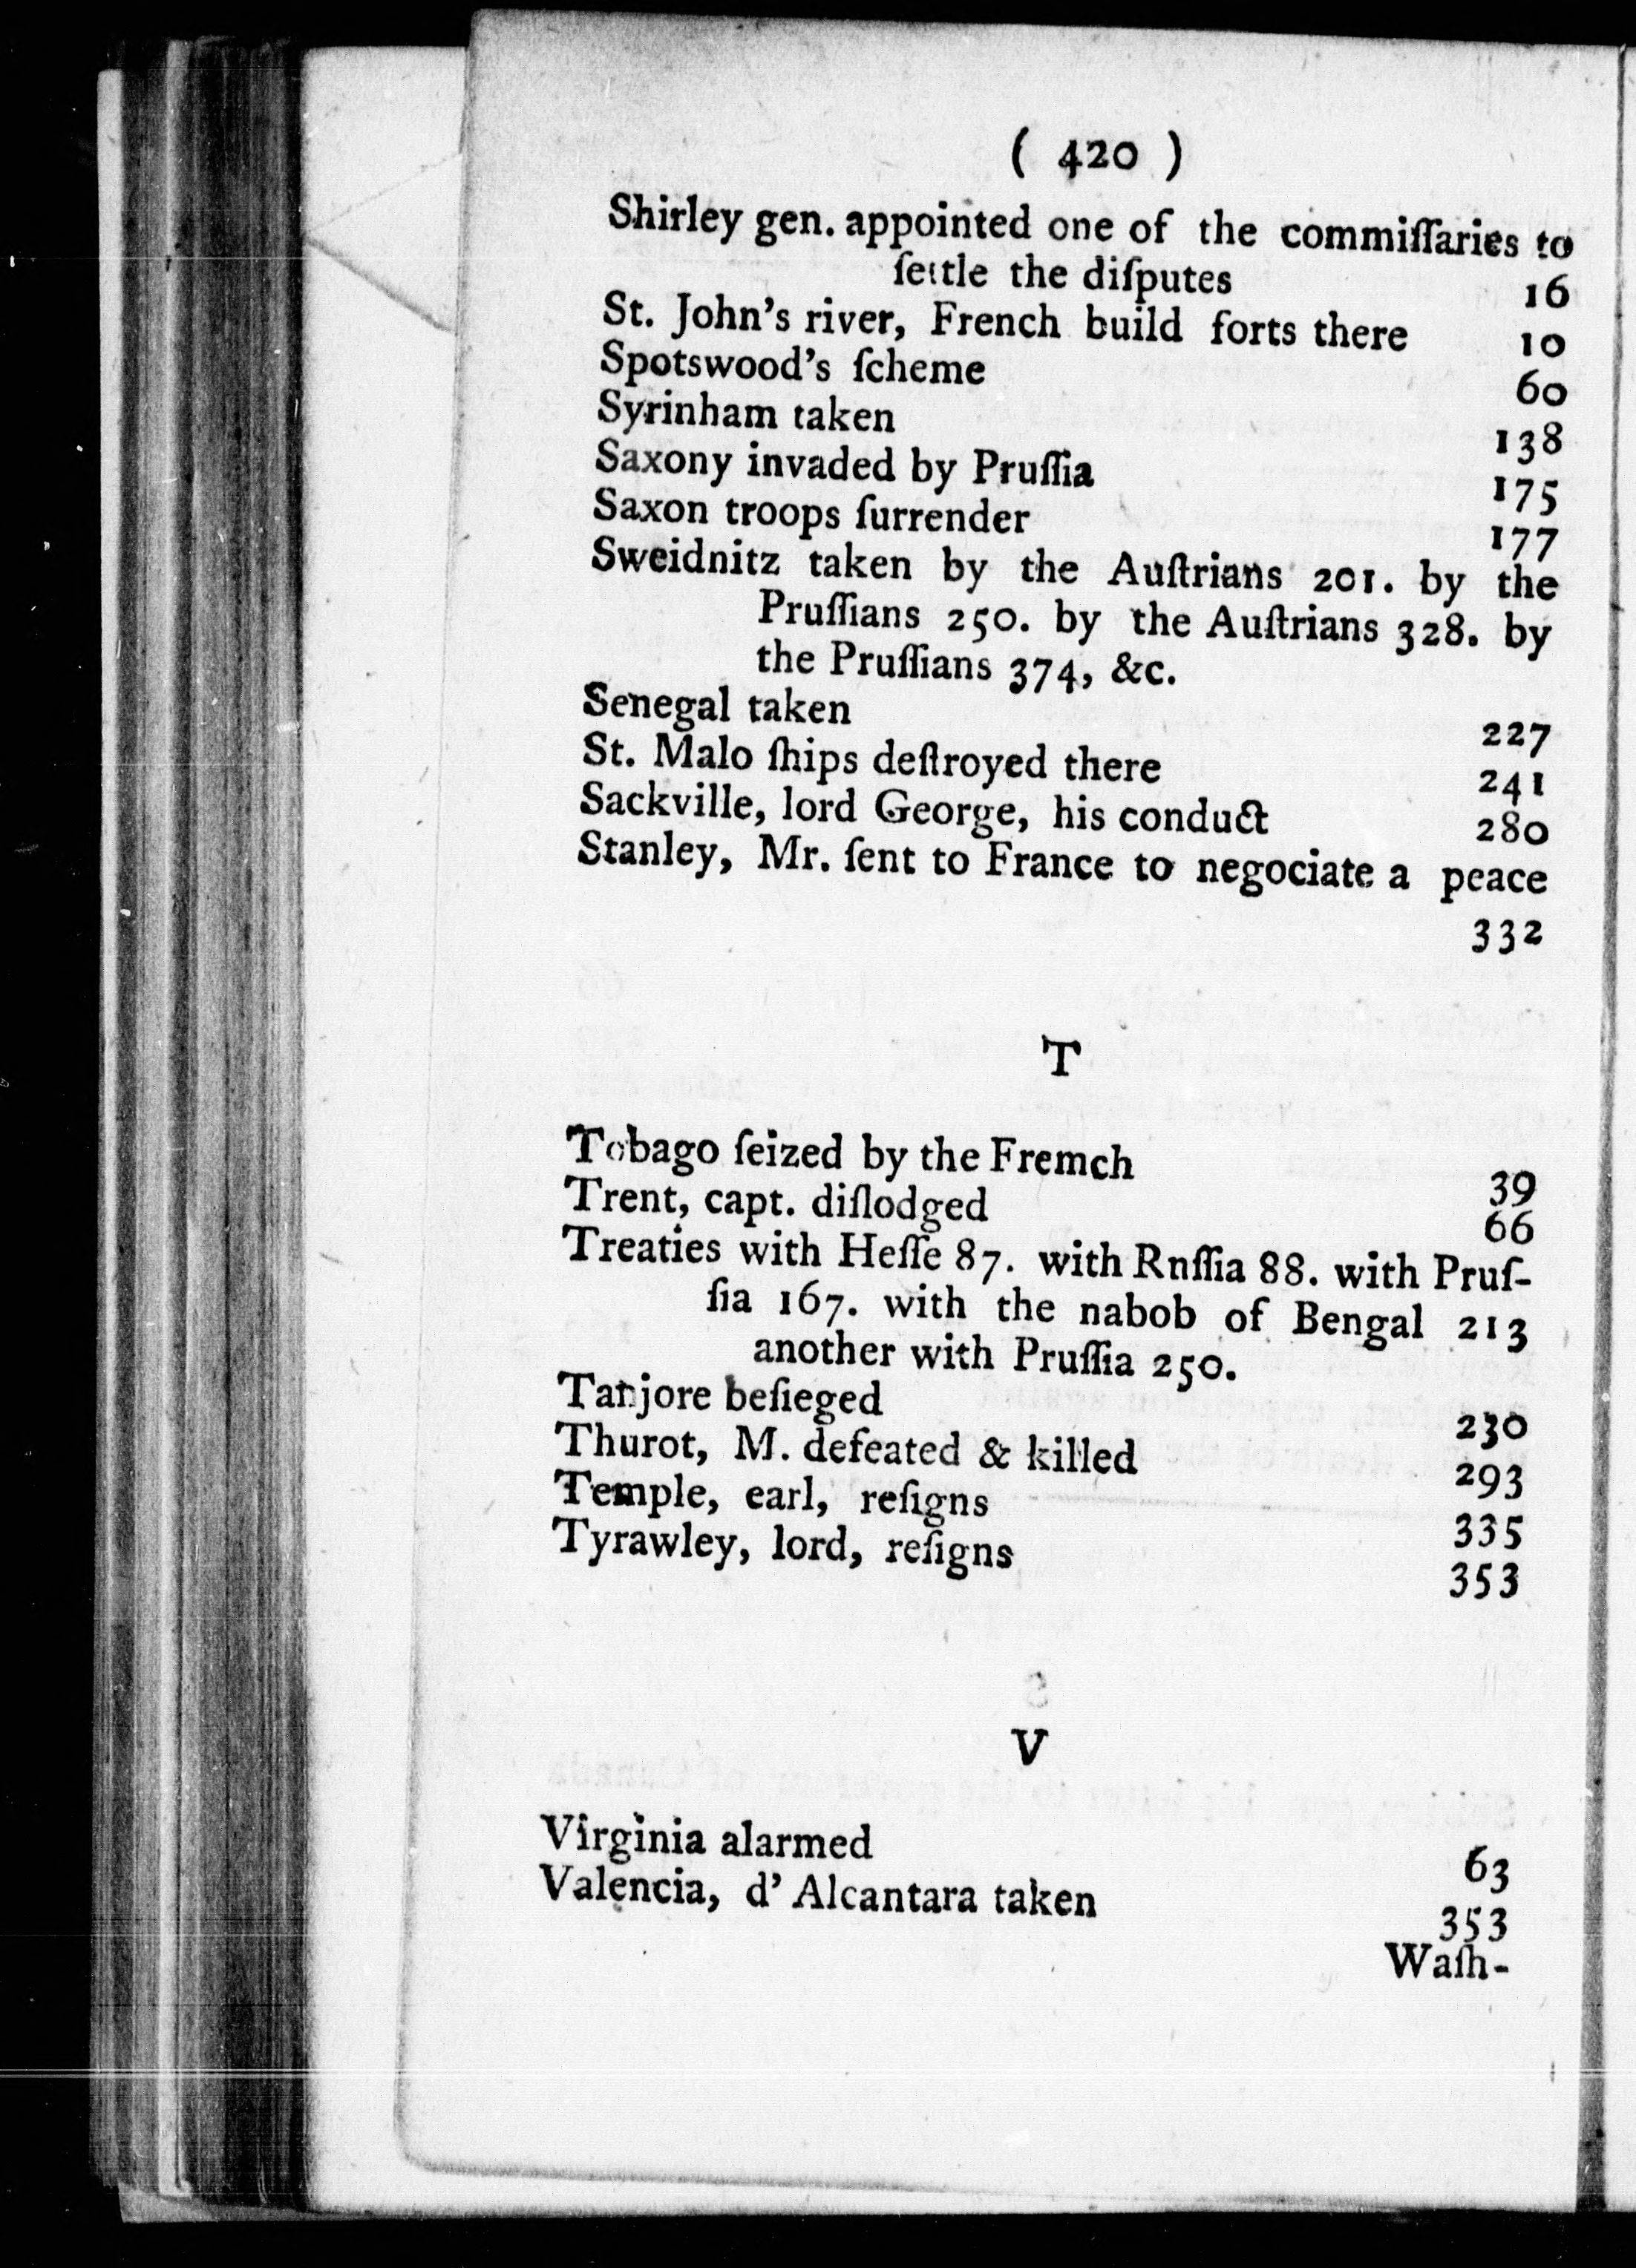 ( 420 )
Shirley gen. appointed one of the commiſſaries to
ſettle the diſputes 16
St. John's river, French build forts there 10
Spotswood's ſcheme 60
Syrinham taken 138
Saxony invaded by Pruſſia 175
Saxon troops ſurrender 177
Sweidnitz taken by the Auſtrians 201. by the
Pruſſians 250. by the Auſtrians 328. by
the Pruſſians 374, &c.
Senegal taken 227
St. Malo ſhips deſtroyed there 241
Sackville, lord George, his conduct 280
Stanley, Mr. ſent to France to negociate a peace
332
T
Tobago ſeized by the Fremch 39
Trent, capt. diſlodged 66
Treaties with Heſſe 87. with Rnſſia 88. with Pruſ-
ſia 167. with the nabob of Bengal 213
another with Pruſſia 250.
Tanjore beſieged 230
Thurot, M. defeated & killed 293
Temple, earl, reſigns 335
Tyrawley, lord, reſigns 353
V
Virginia alarmed 63
Valencia, d' Alcantara taken 353
Waſh-